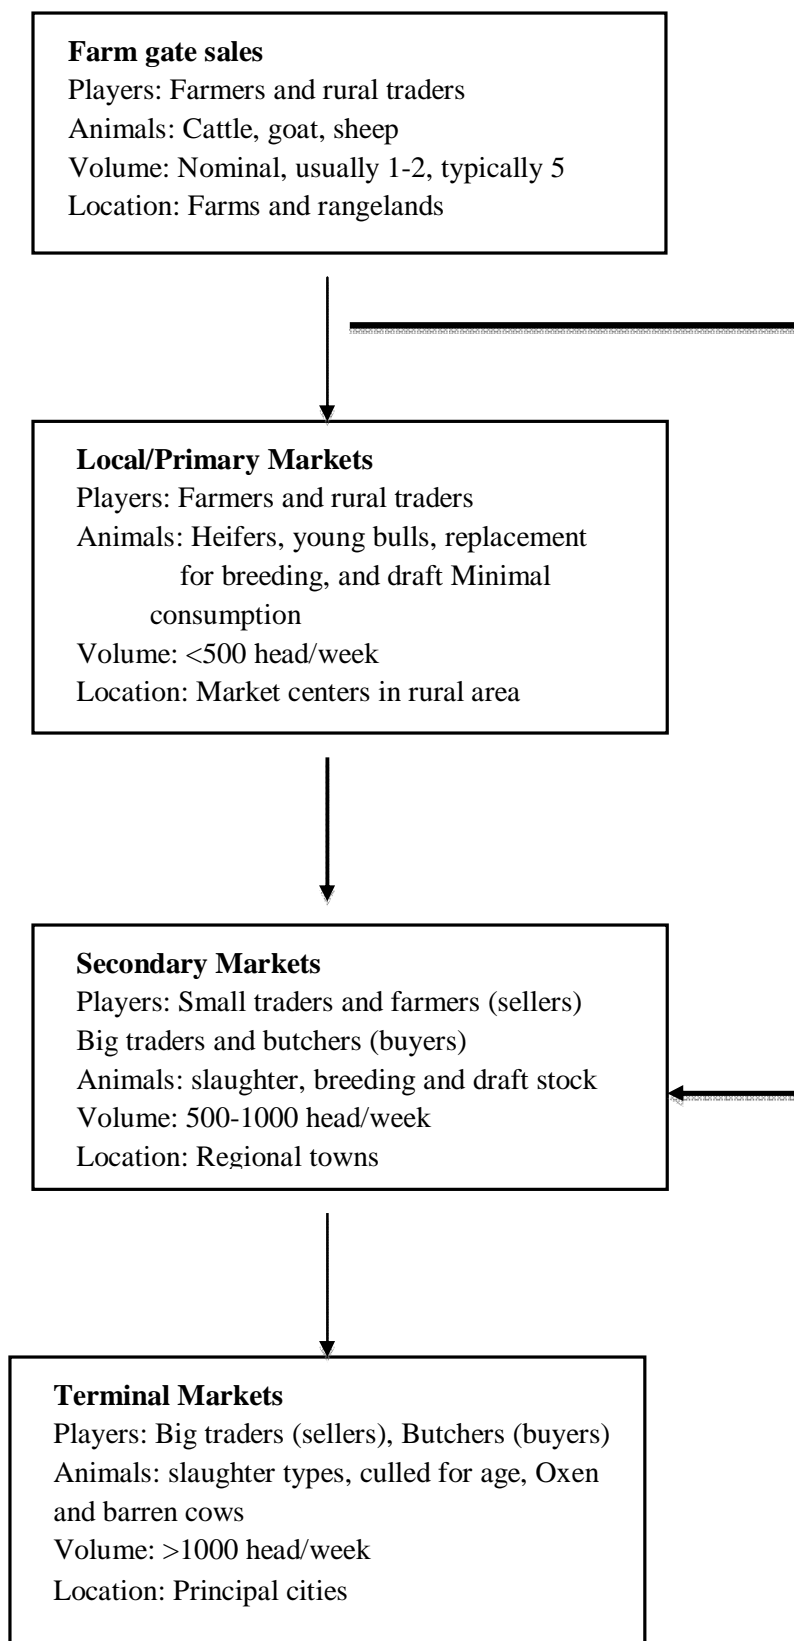 Farm gate sales
Players: Farmers and rural traders
Animals: Cattle, goat, sheep
Volume: Nominal, usually 1-2, typically 5
Location: Farms and rangelands
Local/Primary Markets
Players: Farmers and rural traders
Animals: Heifers, young bulls, replacement
for breeding, and draft Minimal
consumption
Volume: <500 head/week
Location: Market centers in rural area
Secondary Markets
Players: Small traders and farmers (sellers)
Big traders and butchers (buyers)
Animals: slaughter, breeding and draft stock
Volume: 500-1000 head/week
Location: Regional towns
Terminal Markets
Players: Big traders (sellers), Butchers (buyers)
Animals: slaughter types, culled for age, Oxen
and barren cows
Volume: >1000 head/week
Location: Principal cities